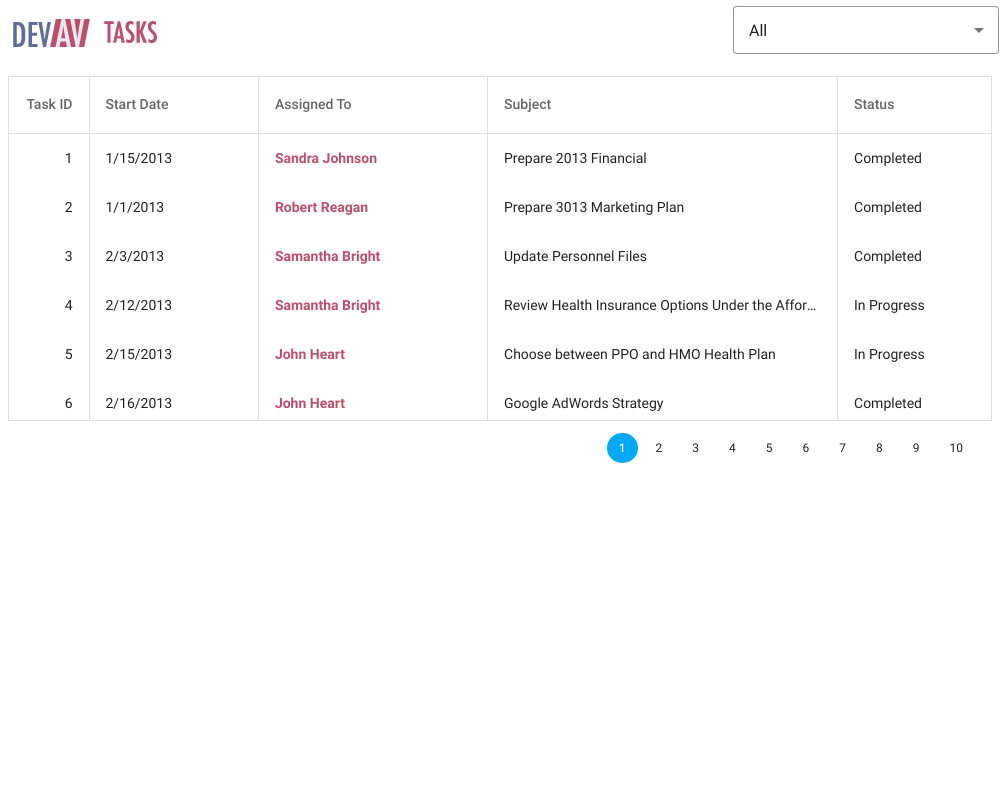 DEVAV TASKS
All
Task ID Start Date Assigned To Subject Status
1 1/15/2013 Sandra Johnson Prepare 2013 Financial Completed
2 1/1/2013 Robert Reagan Prepare 3013 Marketing Plan Completed
3 2/3/2013 Samantha Bright Update Personnel Files Completed
4 2/12/2013 Samantha Bright Review Health Insurance Options Under the Affor... In Progress
5 2/15/2013 John Heart Choose between PPO and HMO Health Plan In Progress
6 2/16/2013 John Heart Google AdWords Strategy Completed
1 2 3 4 5 6 7 8 9 10